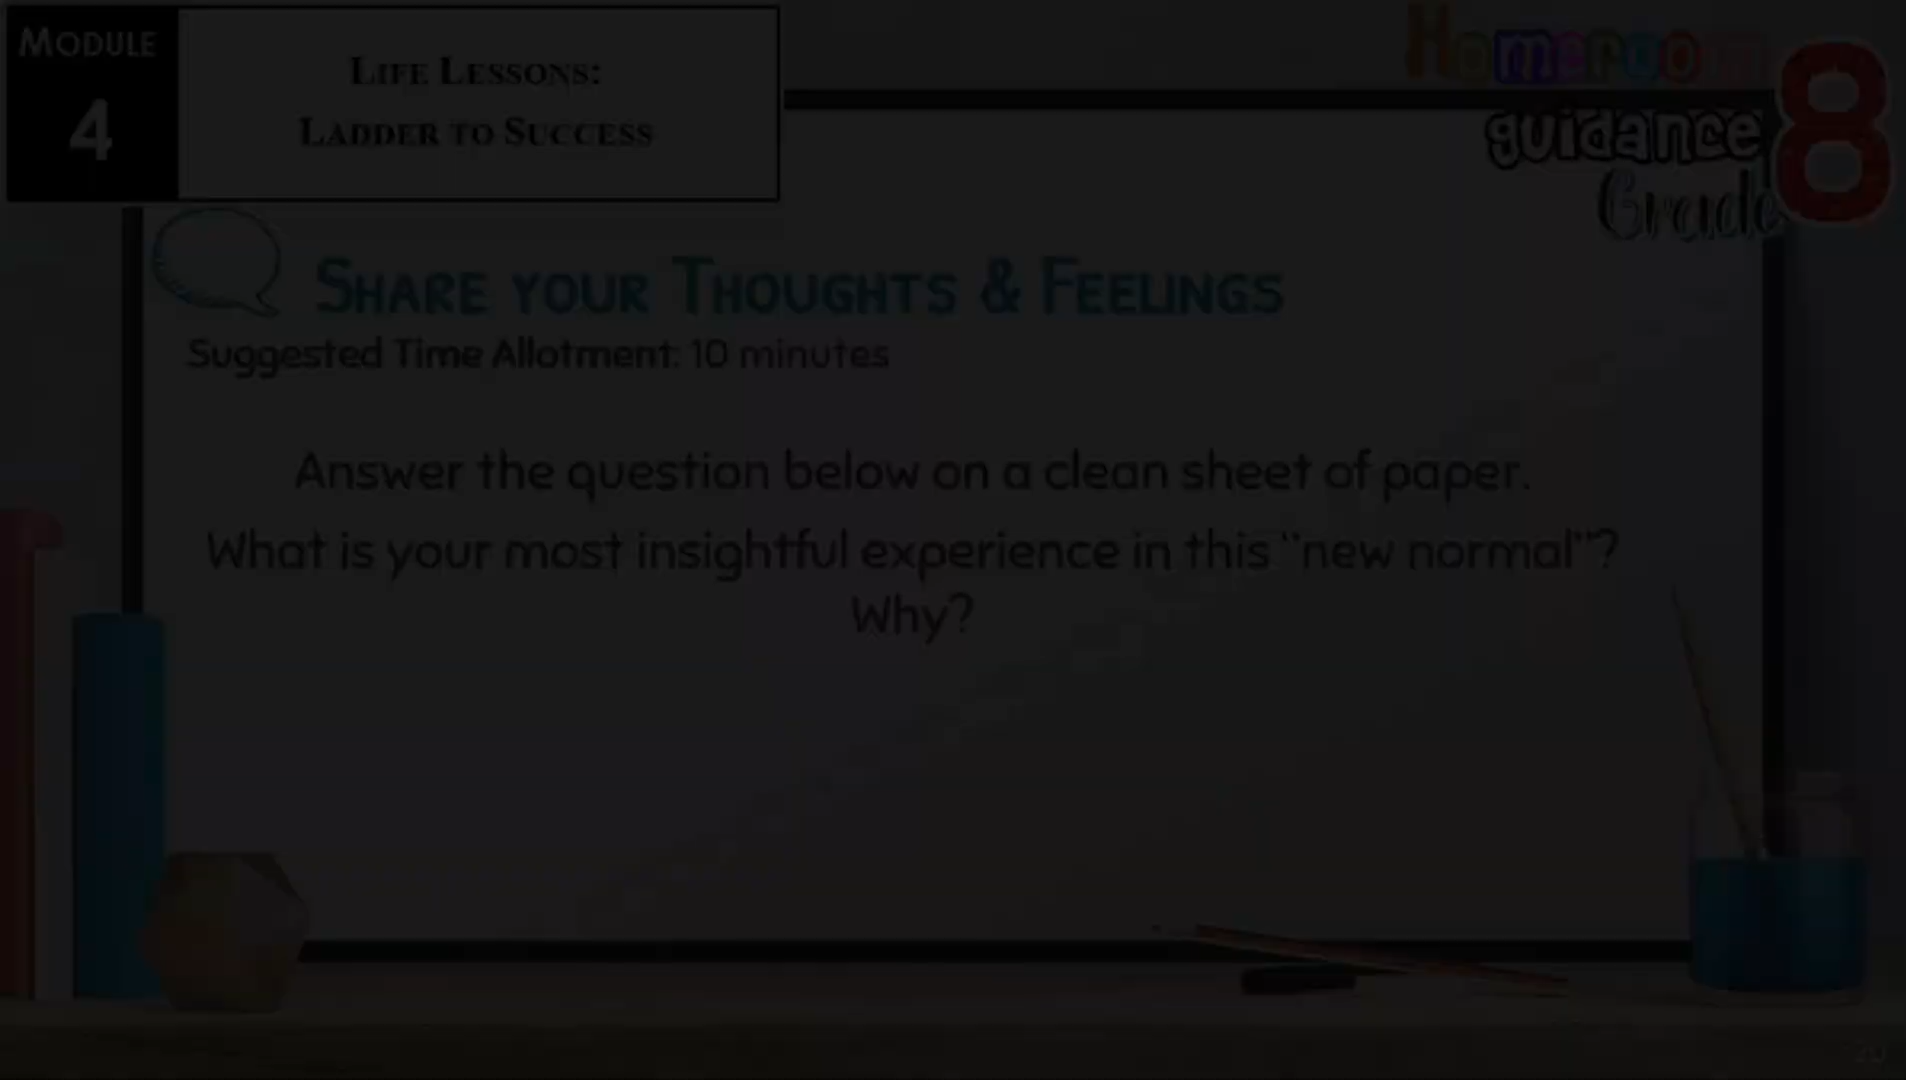 MODULE
4
LIFE LESSONS:
LADDER TO SUCCESS
Homeroom
guidance
Grade 8
SHARE YOUR THOUGHTS & FEELINGS
Suggested Time Allotment: 10 minutes
Answer the question below on a clean sheet of paper.
What is your most insightful experience in this "new normal"?
Why?
20